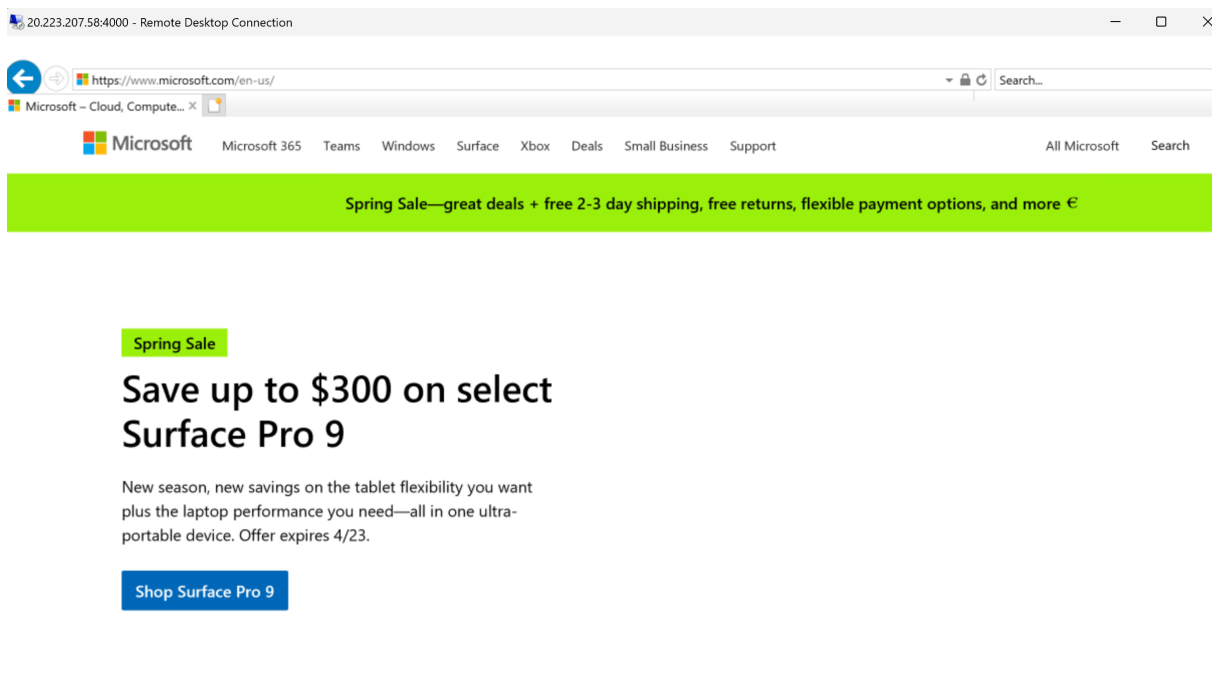 20.223.207.58:4000 - Remote Desktop Connection
https://www.microsoft.com/en-us/
Search...
Microsoft – Cloud, Compute...
Microsoft
Microsoft 365 Teams Windows Surface Xbox Deals Small Business Support All Microsoft Search
Spring Sale—great deals + free 2-3 day shipping, free returns, flexible payment options, and more €
Spring Sale
Save up to $300 on select
Surface Pro 9
New season, new savings on the tablet flexibility you want
plus the laptop performance you need—all in one ultra-
portable device. Offer expires 4/23.
Shop Surface Pro 9